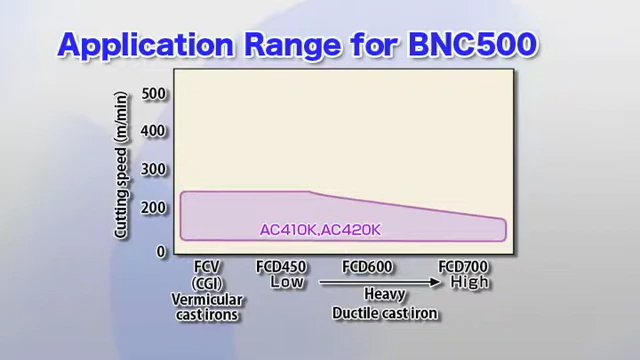 Application Range for BNC500
Cutting speed (m/min)
500
400
300
200
0
AC410K,AC420K
FCV FCD450 FCD600 FCD700
(CGI) Low High
Vermicular Heavy
cast irons Ductile cast iron